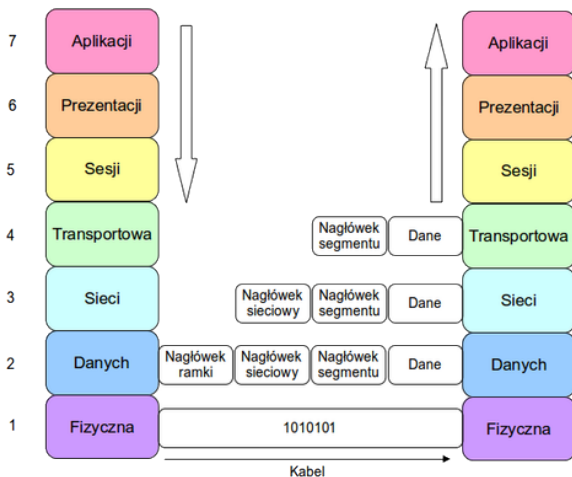 7 Aplikacji Aplikacji
6 Prezentacji Prezentacji
5 Sesji Sesji
4 Transportowa Nagłówek segmentu Dane Transportowa
3 Sieci Nagłówek sieciowy Nagłówek segmentu Dane Sieci
2 Danych Nagłówek ramki Nagłówek sieciowy Nagłówek segmentu Dane Danych
1 Fizyczna 1010101 Fizyczna
Kabel